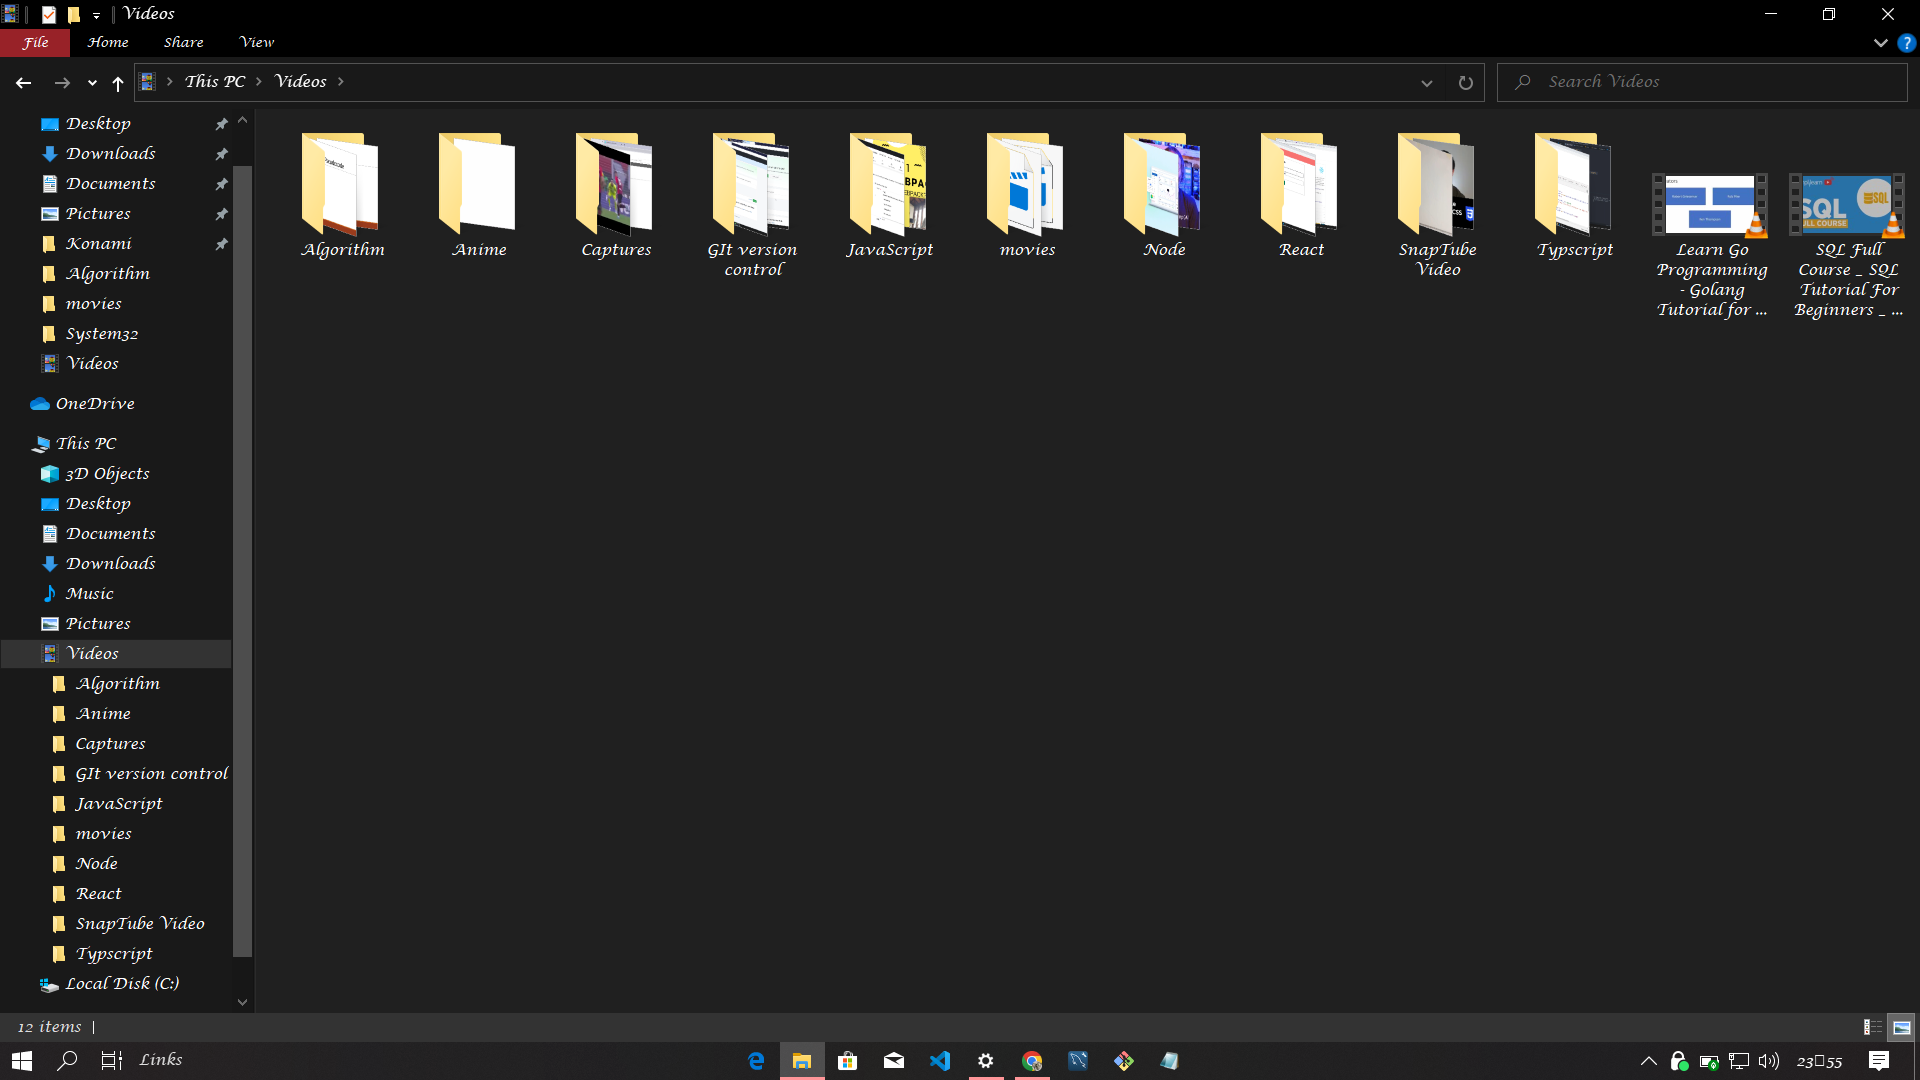 Videos
File
Home
Share
View
This PC
Videos
Search Videos
Desktop
Downloads
Documents
Pictures
Konami
Algorithm
movies
System32
Videos
OneDrive
This PC
3D Objects
Desktop
Documents
Downloads
Music
Pictures
Videos
Algorithm
Anime
Captures
GIt version control
JavaScript
movies
Node
React
SnapTube Video
Typscript
Local Disk (C:)
Algorithm
Anime
Captures
GIt version
control
JavaScript
movies
Node
React
SnapTube
Video
Typscript
Learn Go
Programming
- Golang
Tutorial for ...
SQL
FULL COURSE
SQL Full
Course _ SQL
Tutorial For
Beginners _ ...
12 items
Links
23▯55